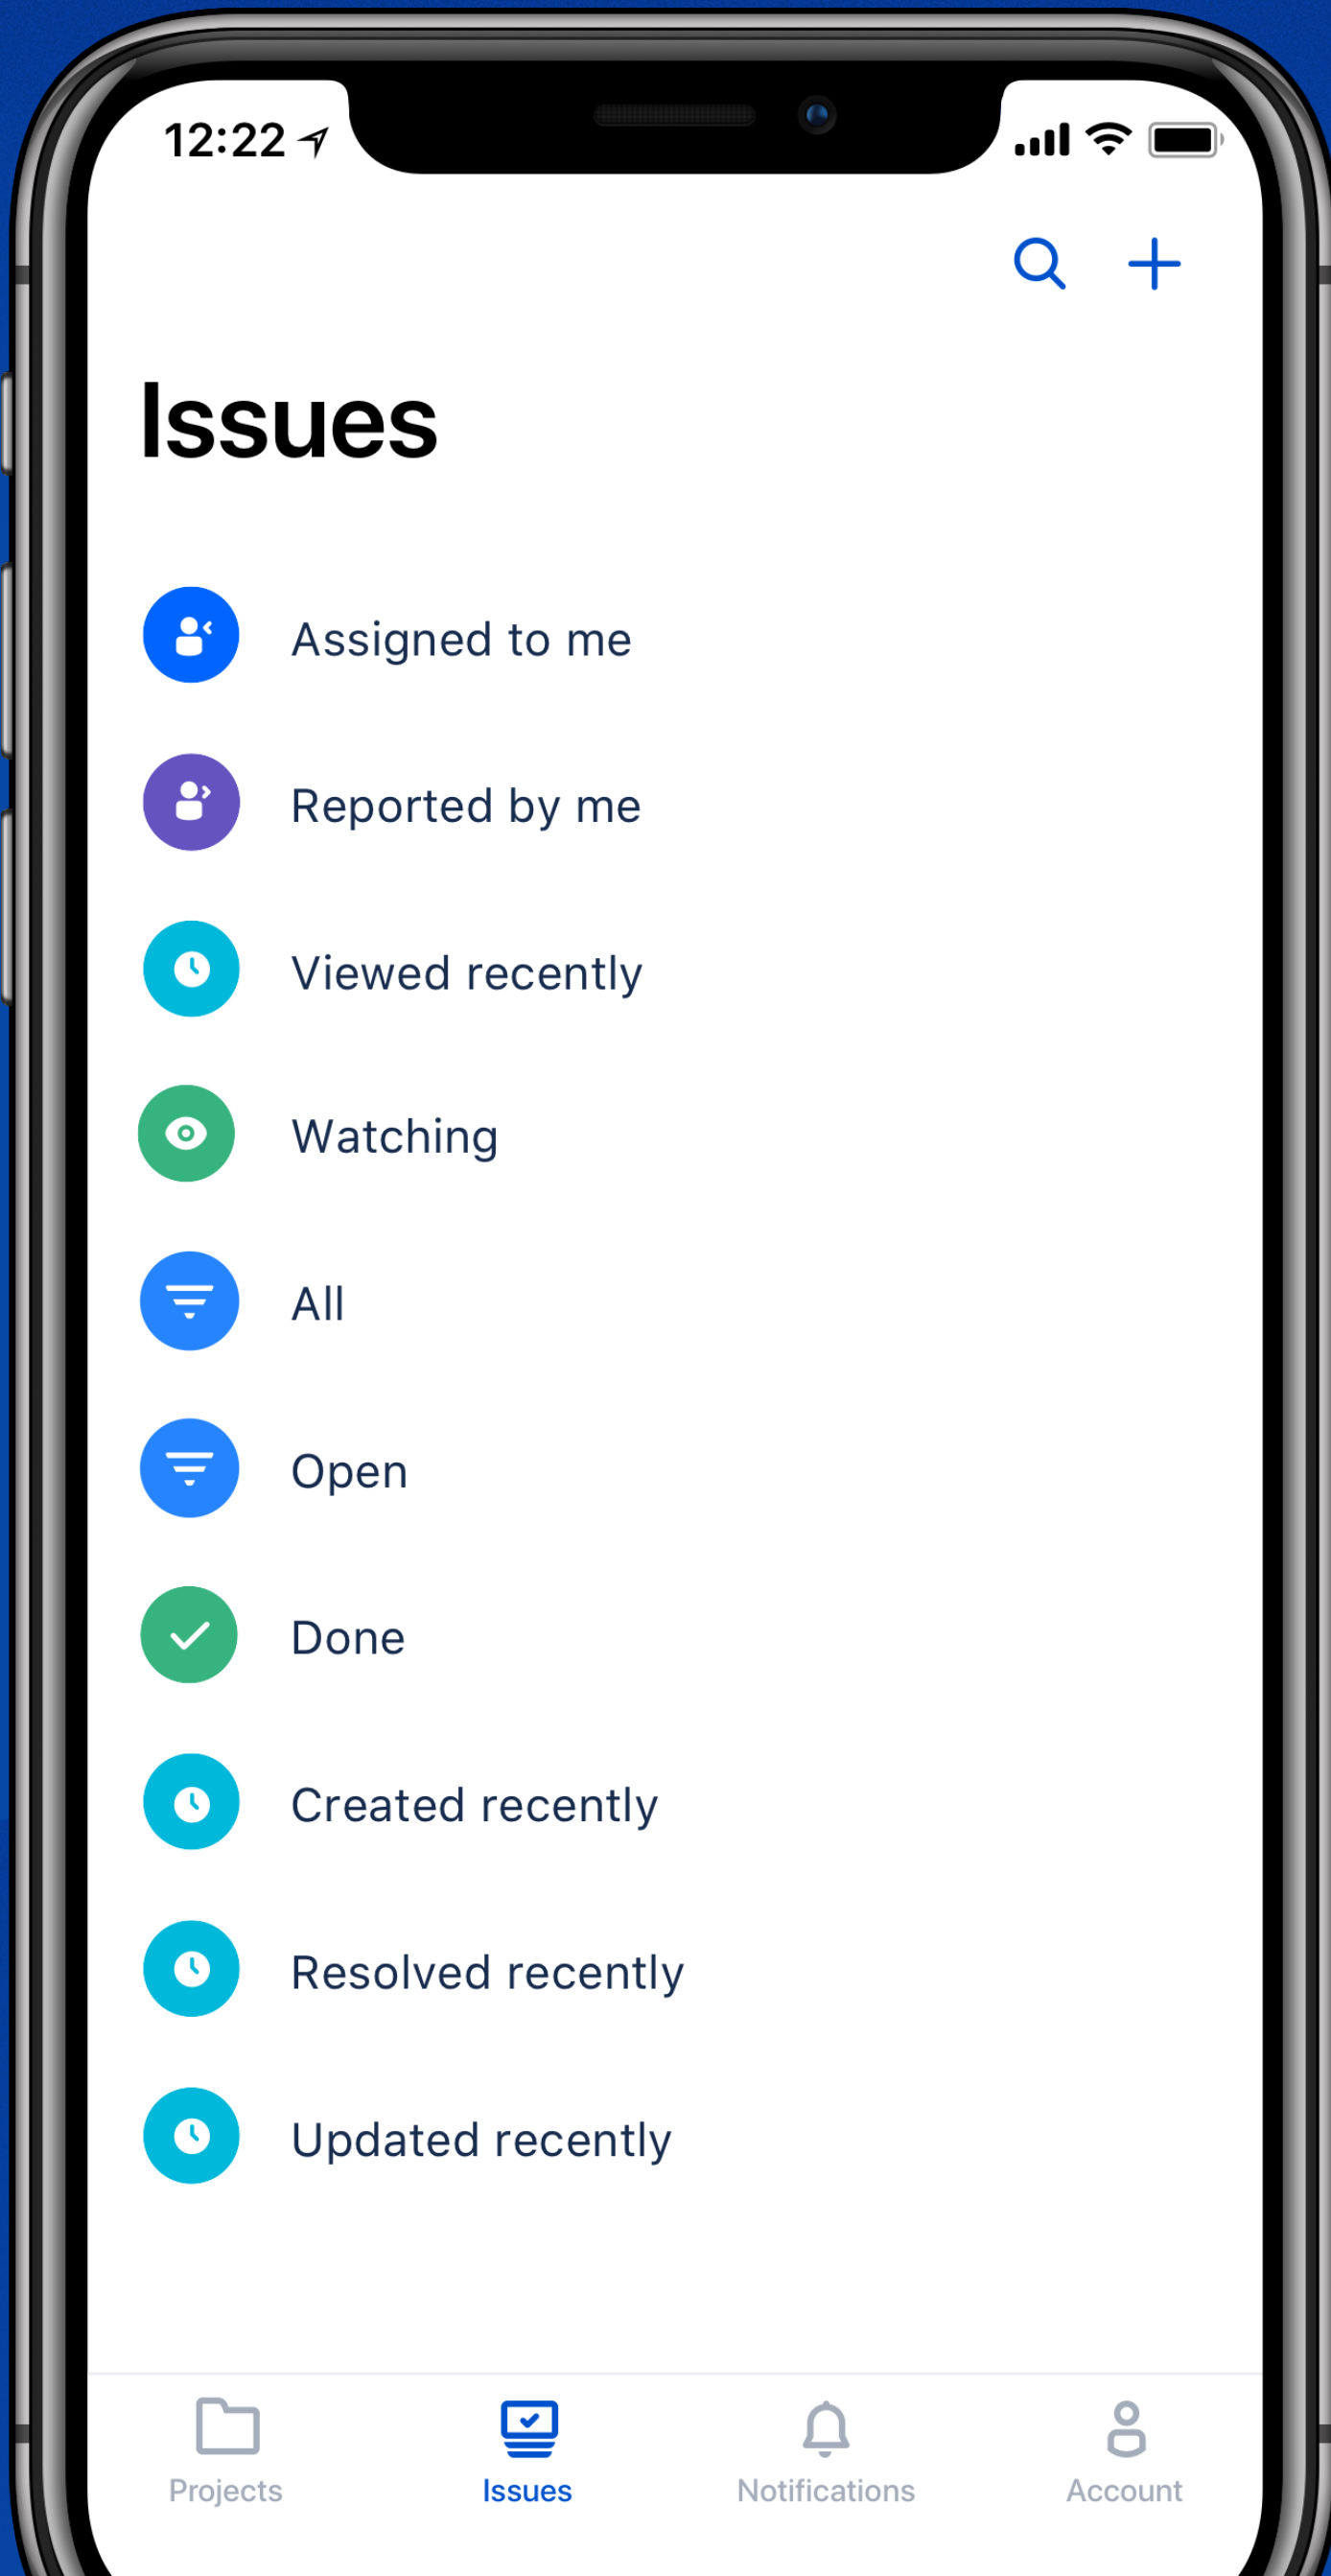 12:22
Issues
Assigned to me
Reported by me
Viewed recently
Watching
All
Open
Done
Created recently
Resolved recently
Updated recently
Projects
Issues
Notifications
Account